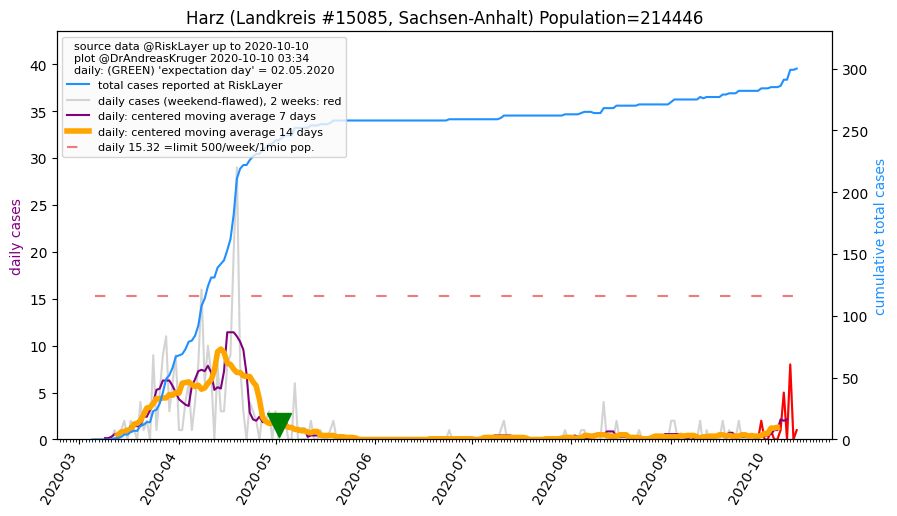 Harz (Landkreis #15085, Sachsen-Anhalt) Population=214446
source data @RiskLayer up to 2020-10-10
plot @DrAndreasKruger 2020-10-10 03:34
daily: (GREEN) 'expectation day' = 02.05.2020
total cases reported at RiskLayer
daily cases (weekend-flawed), 2 weeks: red
daily: centered moving average 7 days
daily: centered moving average 14 days
daily 15.32 =limit 500/week/1mio pop.
daily cases
40
35
30
25
20
15
10
5
0
300
250
200
150
100
50
0
cumulative total cases
2020-03
2020-04
2020-05
2020-06
2020-07
2020-08
2020-09
2020-10